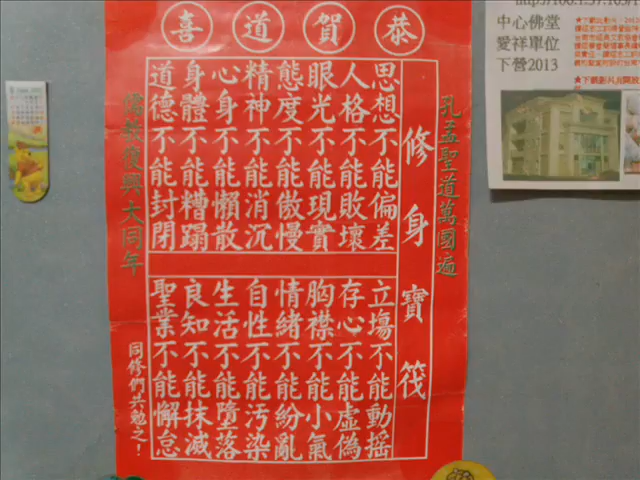 恭賀道喜
孔孟聖道萬國遍
修身寶筏
思想不能偏差
人格不能敗壞
眼光不能現實
態度不能傲慢
精神不能消沉
心身不能懶散
身體不能糟蹋
道德不能封閉
立場不能動搖
存心不能虛偽
胸襟不能小氣
情緒不能紛亂
自性不能污染
生活不能墮落
良知不能抹滅
聖業不能懈怠
儒教復興大同年
同修們共勉之！
中心佛堂
愛祥單位
下營2013